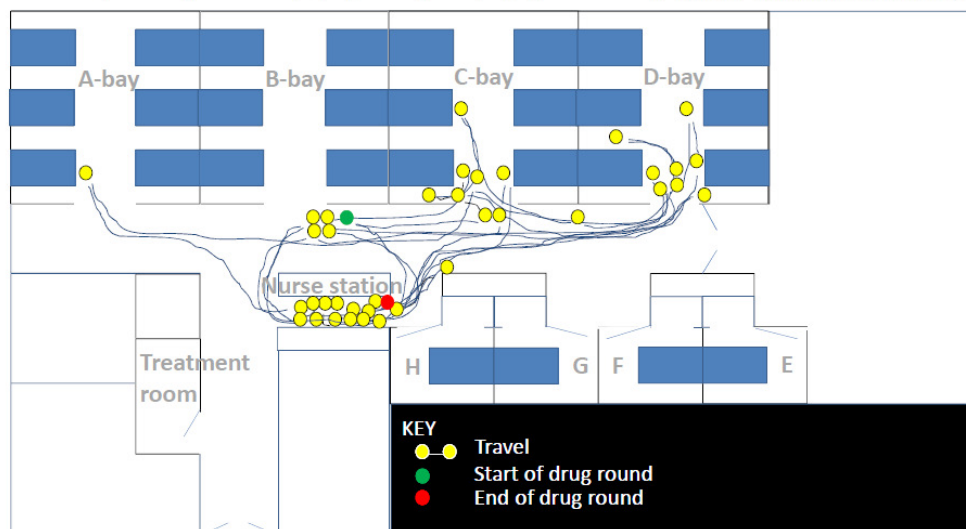 A-bay
B-bay
C-bay
D-bay
Nurse station
Treatment
room
H
G
F
E
KEY
Travel
Start of drug round
End of drug round